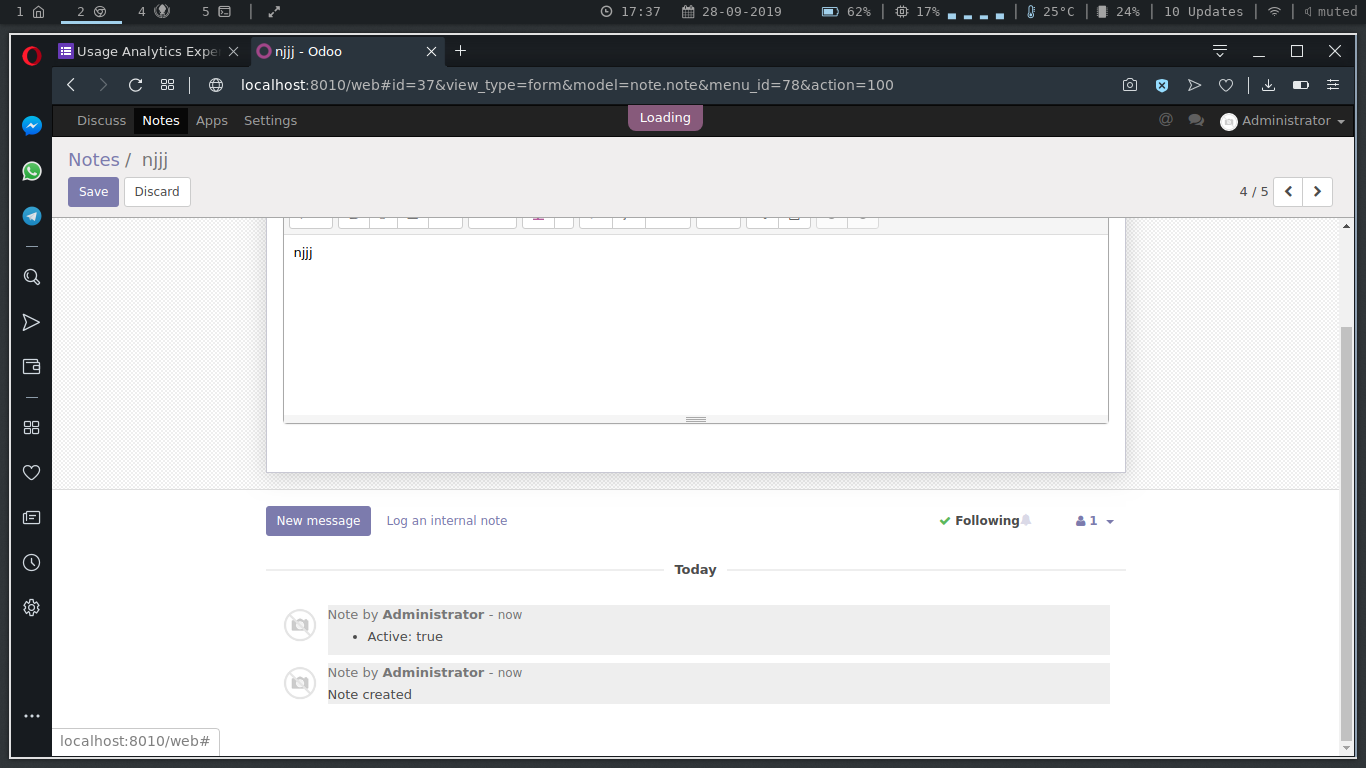 1 2 4 5 17:37 28-09-2019 62% 17% 25°C 24% 10 Updates muted
Usage Analytics Expe njjj - Odoo
localhost:8010/web#id=37&view_type=form&model=note.note&menu_id=78&action=100
Discuss Notes Apps Settings Loading @ Administrator
Notes / njjj
Save Discard 4 / 5
njjj
New message Log an internal note Following 1
Today
Note by Administrator - now
• Active: true
Note by Administrator - now
Note created
localhost:8010/web#